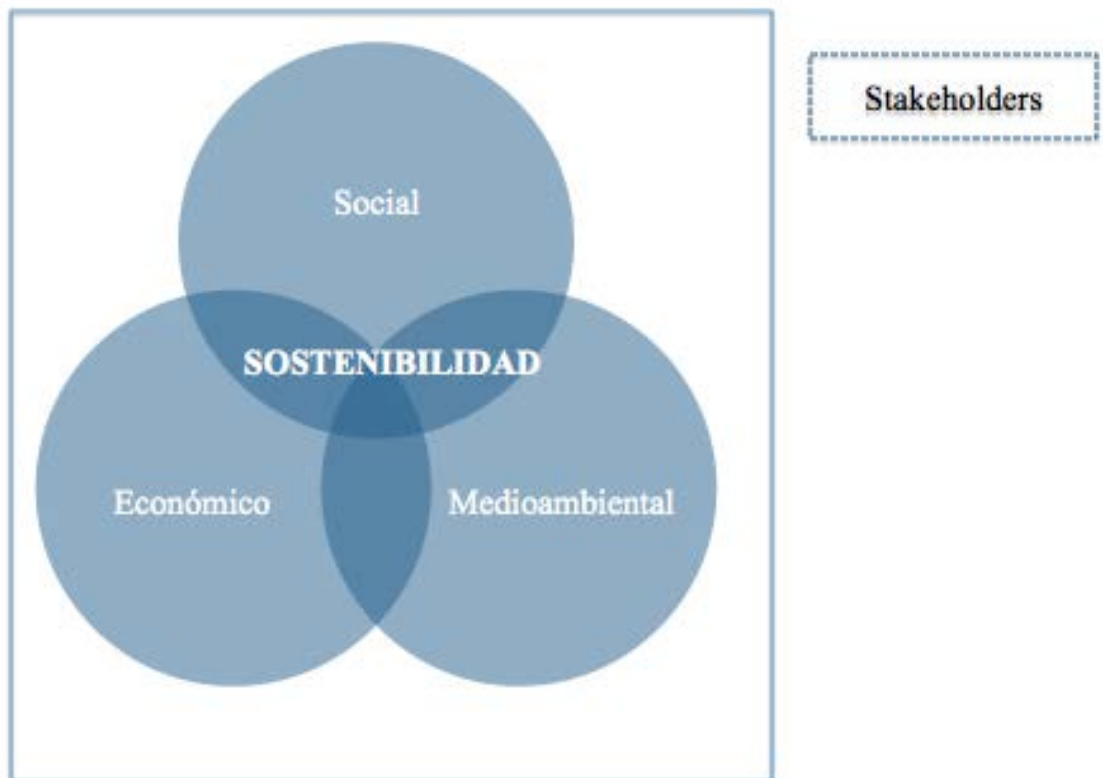 Stakeholders
Social
SOSTENIBILIDAD
Económico
Medioambiental